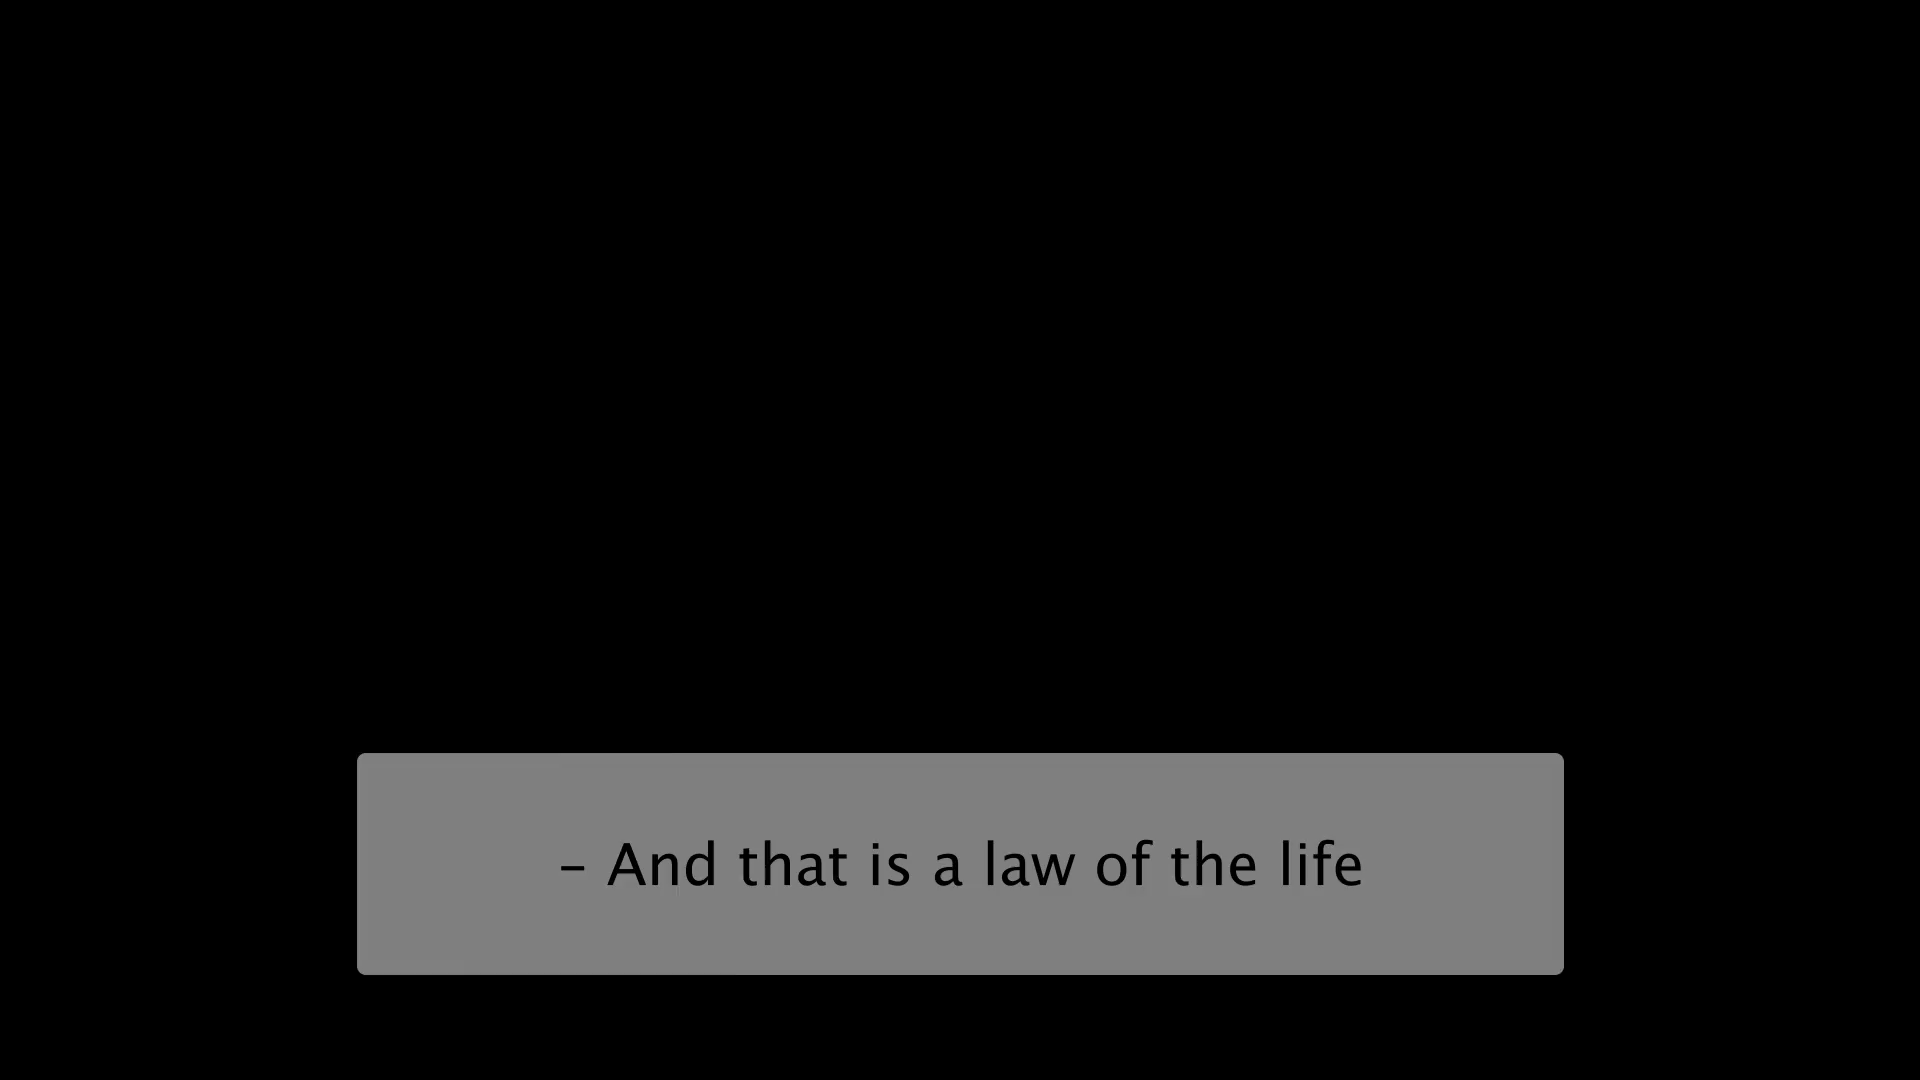 – And that is a law of the life